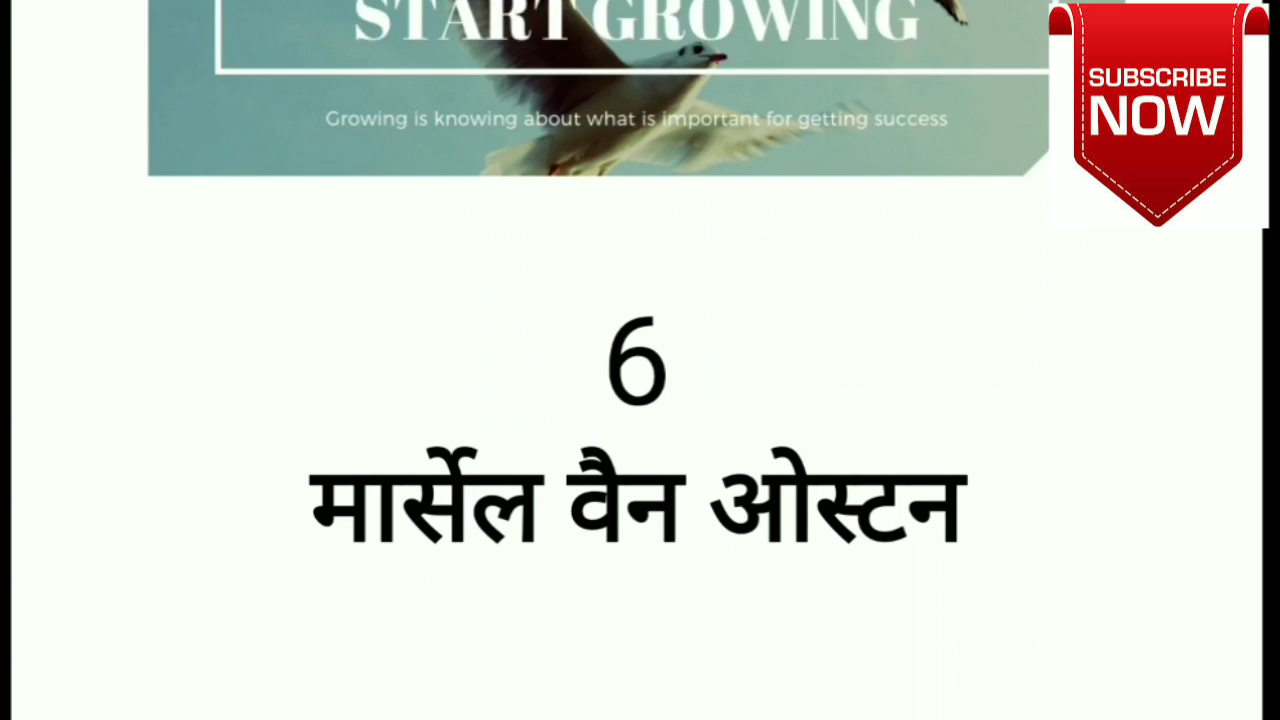 START GROWING
Growing is knowing about what is important for getting success
SUBSCRIBE
NOW
6
मार्सेल वैन ओस्टन